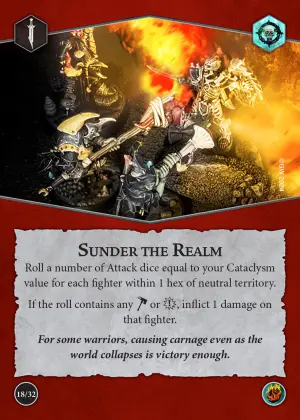 SUNDER THE REALM
Roll a number of Attack dice equal to your Cataclysm
value for each fighter within 1 hex of neutral territory.
If the roll contains any or , inflict 1 damage on
that fighter.
For some warriors, causing carnage even as the
world collapses is victory enough.
18/32